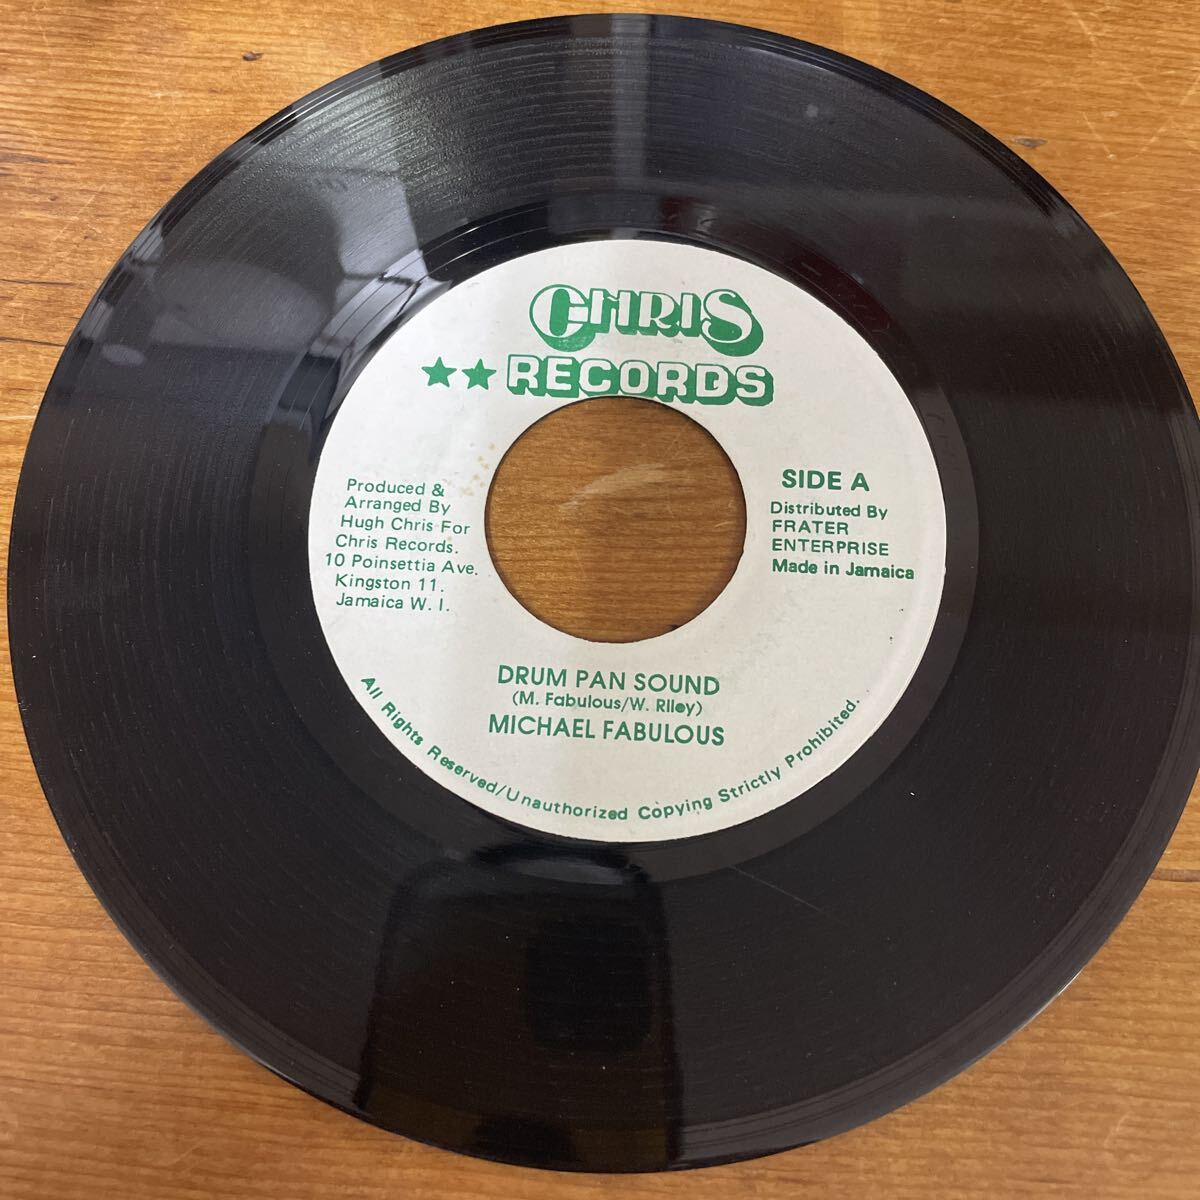 CHRIS
RECORDS
Produced &
Arranged By
Hugh Chris For
Chris Records.
10 Poinsettia Ave.
Kingston 11.
Jamaica W. I.
SIDE A
Distributed By
FRATER
ENTERPRISE
Made in Jamaica
DRUM PAN SOUND
(M. Fabulous/W. Riley)
MICHAEL FABULOUS
All Rights Reserved/Unauthorized Copying Strictly Prohibited.